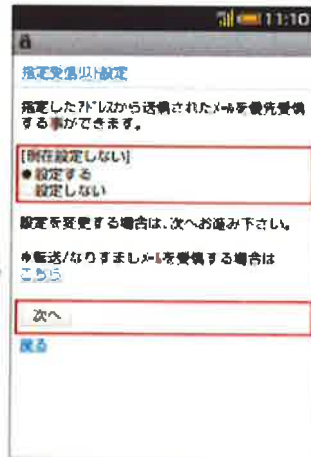 11:10
指定受信リスト設定
指定したアドレスから送信されたメールを優先受信
する事ができます。
[現在設定しない]
設定する
設定しない
設定を変更する場合は、次へお進み下さい。
※転送/なりすましメールを受信する場合は
こちら
次へ
戻る